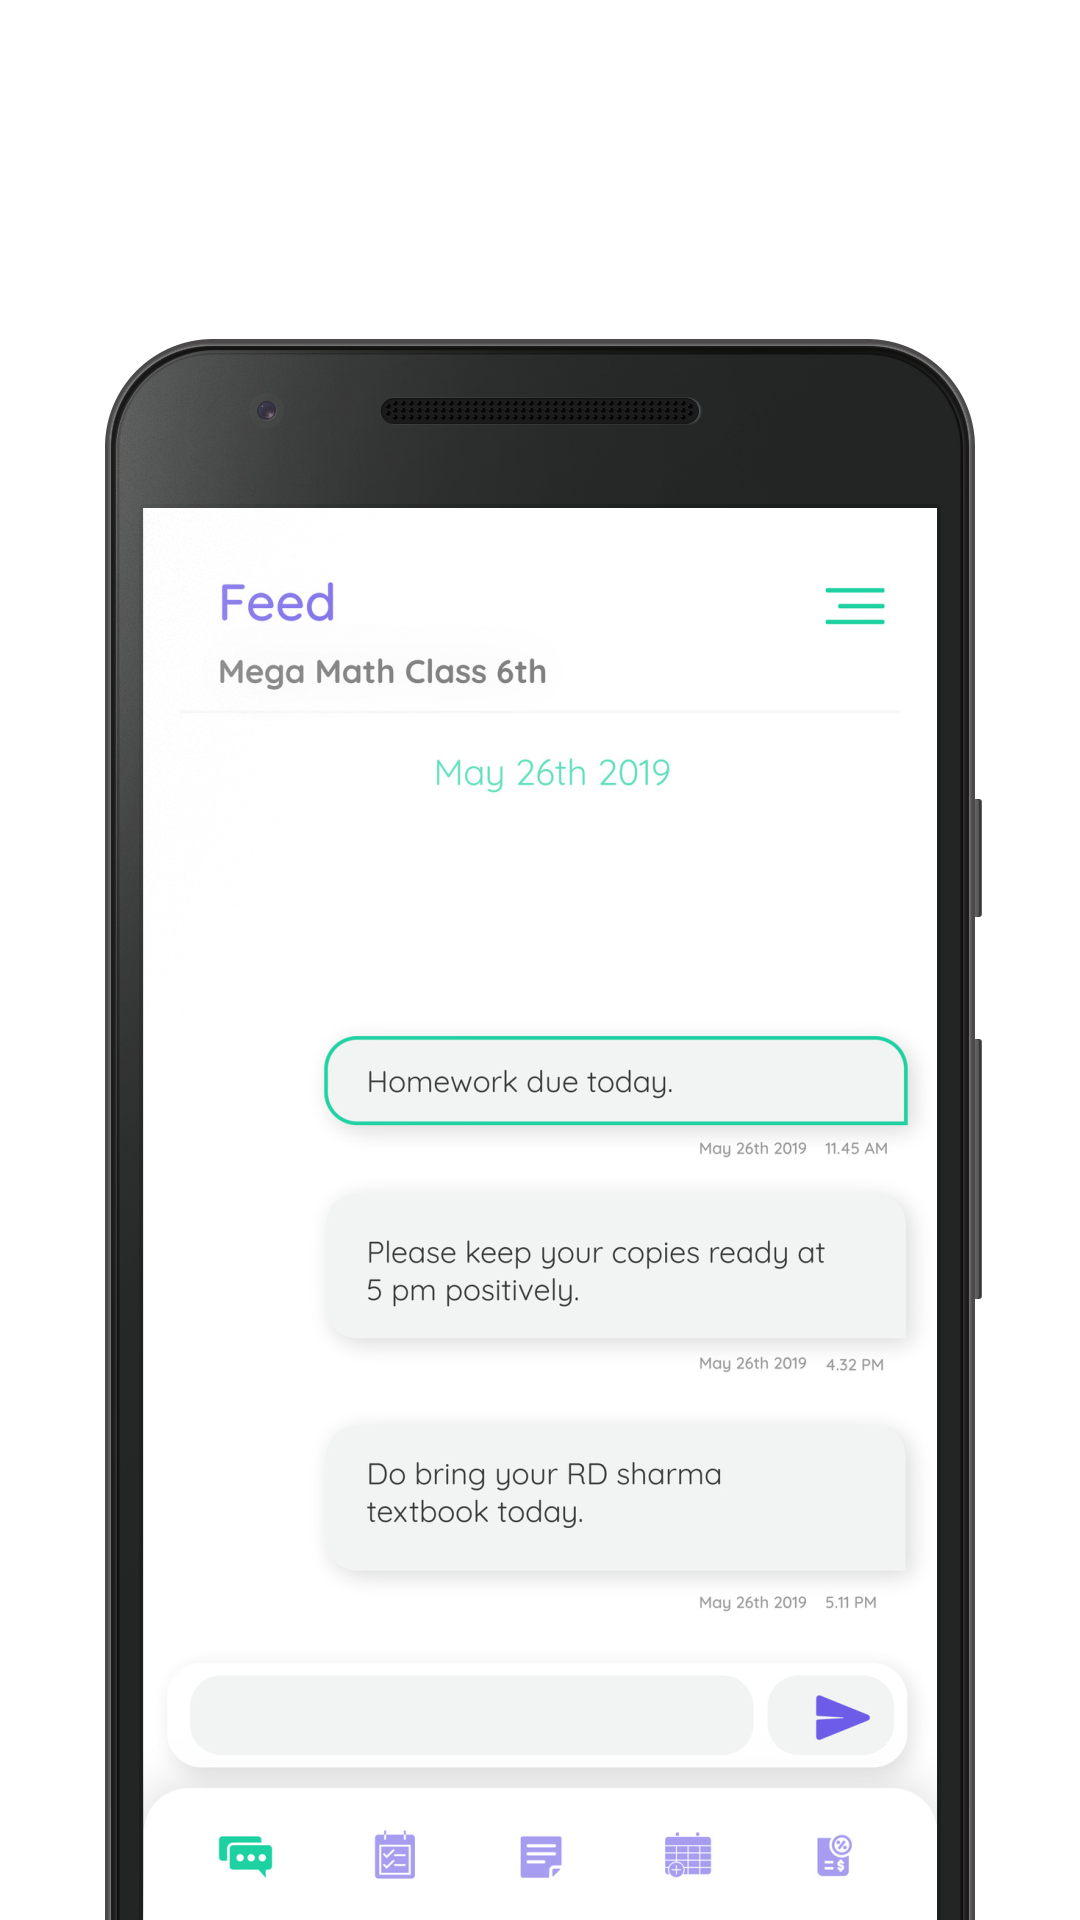 Feed
Mega Math Class 6th
May 26th 2019
Homework due today.
May 26th 2019 11.45 AM
Please keep your copies ready at
5 pm positively.
May 26th 2019 4.32 PM
Do bring your RD sharma
textbook today.
May 26th 2019 5.11 PM